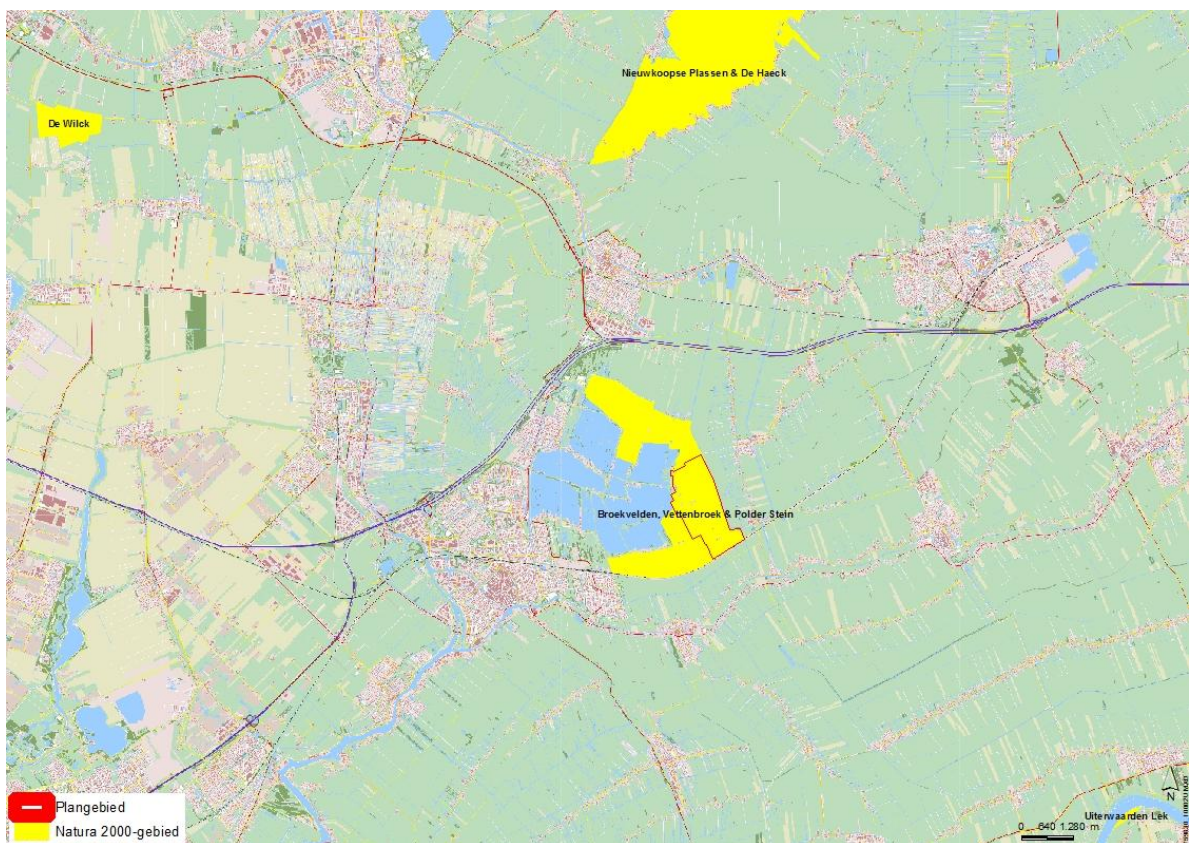 Nieuwkoopse Plassen & De Haeck
De Wilck
Broekvelden, Vettenbroek & Polder Stein
Plangebied
Natura 2000-gebied
N
Uiterwaarden Lek
0 640 1.280 m